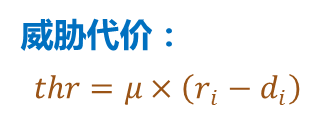 威胁代价：
thr = μ × (rᵢ − dᵢ)